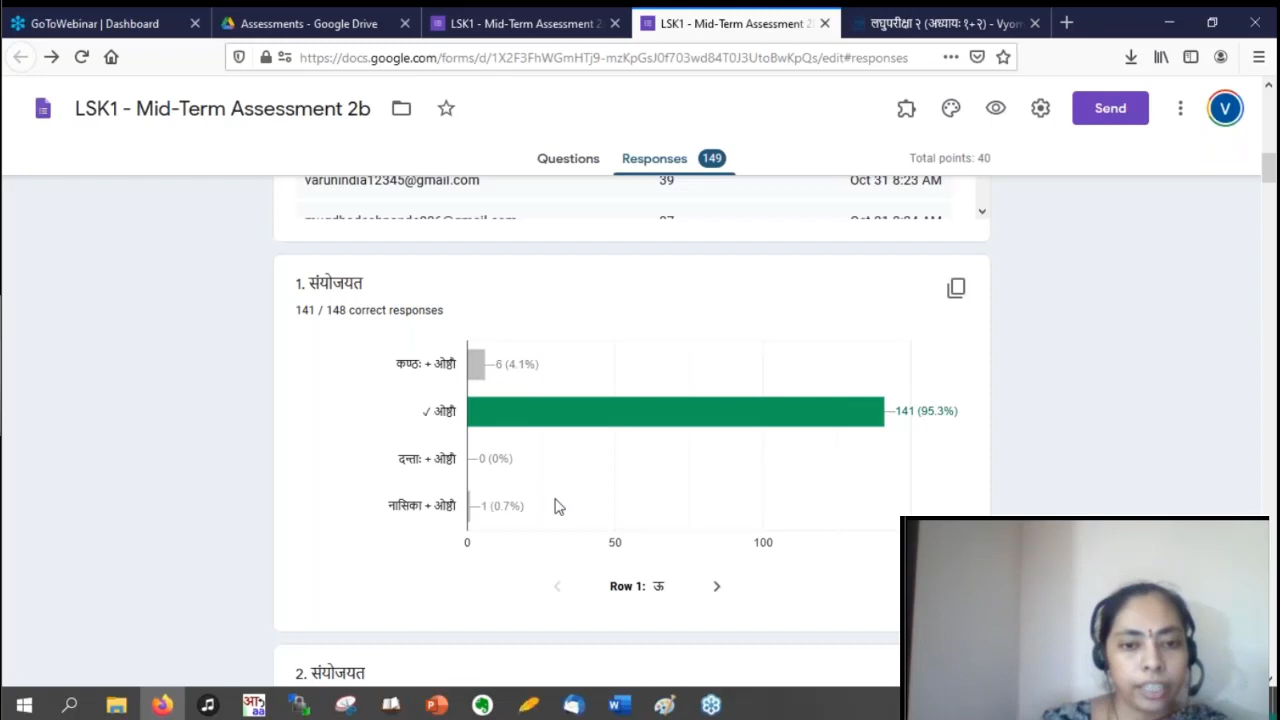 GoToWebinar | Dashboard
Assessments - Google Drive
LSK1 - Mid-Term Assessment 2
LSK1 - Mid-Term Assessment 2b
लघुपरीक्षा २ (अध्यायः १+२) - Vyom
https://docs.google.com/forms/d/1X2F3FhWGmHTj9-mzKpGsJ0f703wd84T0J3UtoBwKpQs/edit#responses
LSK1 - Mid-Term Assessment 2b
Send
V
Questions
Responses 149
Total points: 40
varunindia12345@gmail.com 39 Oct 31 8:23 AM
1. संयोजयत
141 / 148 correct responses
कण्ठः + ओष्ठौ 6 (4.1%)
✓ ओष्ठौ 141 (95.3%)
दन्ताः + ओष्ठौ 0 (0%)
नासिका + ओष्ठौ 1 (0.7%)
0 50 100
Row 1: ऊ
2. संयोजयत